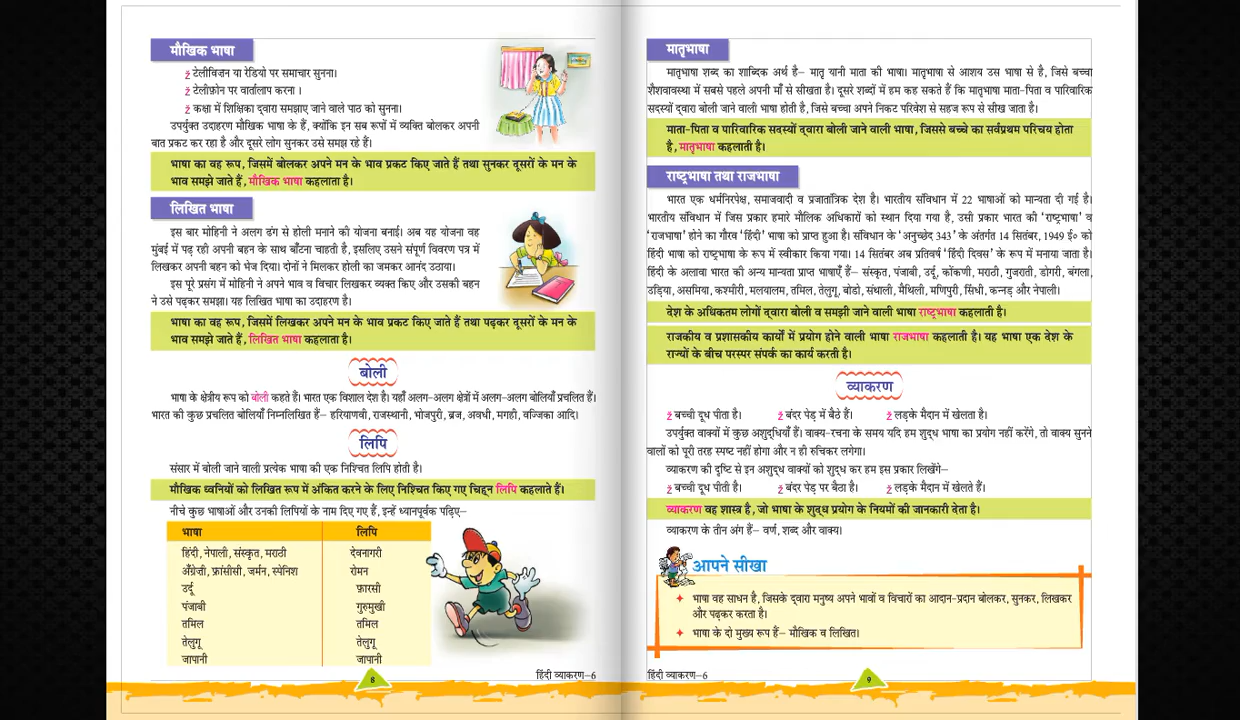 मौखिक भाषा
ž टेलीविज़न या रेडियो पर समाचार सुनना।
ž टेलीफ़ोन पर वार्तालाप करना ।
ž कक्षा में शिक्षिका द्वारा समझाए जाने वाले पाठ को सुनना।
उपर्युक्त उदाहरण मौखिक भाषा के हैं, क्योंकि इन सब रूपों में व्यक्ति बोलकर अपनी
बात प्रकट कर रहा है और दूसरे लोग सुनकर उसे समझ रहे हैं।
भाषा का वह रूप, जिसमें बोलकर अपने मन के भाव प्रकट किए जाते हैं तथा सुनकर दूसरों के मन के
भाव समझे जाते हैं, मौखिक भाषा कहलाता है।
लिखित भाषा
इस बार मोहिनी ने अलग ढंग से होली मनाने की योजना बनाई। अब यह योजना वह
मुंबई में पढ़ रही अपनी बहन के साथ बाँटना चाहती है, इसलिए उसने संपूर्ण विवरण पत्र में
लिखकर अपनी बहन को भेज दिया। दोनों ने मिलकर होली का जमकर आनंद उठाया।
इस पूरे प्रसंग में मोहिनी ने अपने भाव व विचार लिखकर व्यक्त किए और उसकी बहन
ने उसे पढ़कर समझा। यह लिखित भाषा का उदाहरण है।
भाषा का वह रूप, जिसमें लिखकर अपने मन के भाव प्रकट किए जाते हैं तथा पढ़कर दूसरों के मन के
भाव समझे जाते हैं, लिखित भाषा कहलाता है।
बोली
भाषा के क्षेत्रीय रूप को बोली कहते हैं। भारत एक विशाल देश है। यहाँ अलग-अलग क्षेत्रों में अलग-अलग बोलियाँ प्रचलित हैं।
भारत की कुछ प्रचलित बोलियाँ निम्नलिखित हैं– हरियाणवी, राजस्थानी, भोजपुरी, ब्रज, अवधी, मगही, वज्जिका आदि।
लिपि
संसार में बोली जाने वाली प्रत्येक भाषा की एक निश्चित लिपि होती है।
मौखिक ध्वनियों को लिखित रूप में अंकित करने के लिए निश्चित किए गए चिह्न लिपि कहलाते हैं।
नीचे कुछ भाषाओं और उनकी लिपियों के नाम दिए गए हैं, इन्हें ध्यानपूर्वक पढ़िए–
भाषा लिपि
हिंदी, नेपाली, संस्कृत, मराठी देवनागरी
अँग्रेजी, फ्रांसीसी, जर्मन, स्पेनिश रोमन
उर्दू फ़ारसी
पंजाबी गुरुमुखी
तमिल तमिल
तेलुगू तेलुगू
जापानी जापानी
हिंदी व्याकरण–6
8
मातृभाषा
मातृभाषा शब्द का शाब्दिक अर्थ है– मातृ यानी माता की भाषा। मातृभाषा से आशय उस भाषा से है, जिसे बच्चा
शैशवावस्था में सबसे पहले अपनी माँ से सीखता है। दूसरे शब्दों में हम कह सकते हैं कि मातृभाषा माता-पिता व पारिवारिक
सदस्यों द्वारा बोली जाने वाली भाषा होती है, जिसे बच्चा अपने निकट परिवेश से सहज रूप से सीख जाता है।
माता-पिता व पारिवारिक सदस्यों द्वारा बोली जाने वाली भाषा, जिससे बच्चे का सर्वप्रथम परिचय होता
है, मातृभाषा कहलाती है।
राष्ट्रभाषा तथा राजभाषा
भारत एक धर्मनिरपेक्ष, समाजवादी व प्रजातांत्रिक देश है। भारतीय संविधान में 22 भाषाओं को मान्यता दी गई है।
भारतीय संविधान में जिस प्रकार हमारे मौलिक अधिकारों को स्थान दिया गया है, उसी प्रकार भारत की ‘राष्ट्रभाषा’ व
‘राजभाषा’ होने का गौरव ‘हिंदी’ भाषा को प्राप्त हुआ है। संविधान के ‘अनुच्छेद 343’ के अंतर्गत 14 सितंबर, 1949 ई० को
हिंदी भाषा को राष्ट्रभाषा के रूप में स्वीकार किया गया। 14 सितंबर अब प्रतिवर्ष ‘हिंदी दिवस’ के रूप में मनाया जाता है।
हिंदी के अलावा भारत की अन्य मान्यता प्राप्त भाषाएँ हैं– संस्कृत, पंजाबी, उर्दू, कोंकणी, मराठी, गुजराती, डोगरी, बंगला,
उड़िया, असमिया, कश्मीरी, मलयालम, तमिल, तेलुगू, बोडो, संथाली, मैथिली, मणिपुरी, सिंधी, कन्नड़ और नेपाली।
देश के अधिकतम लोगों द्वारा बोली व समझी जाने वाली भाषा राष्ट्रभाषा कहलाती है।
राजकीय व प्रशासकीय कार्यों में प्रयोग होने वाली भाषा राजभाषा कहलाती है। यह भाषा एक देश के
राज्यों के बीच परस्पर संपर्क का कार्य करती है।
व्याकरण
ž बच्ची दूध पीता है। ž बंदर पेड़ में बैठे हैं। ž लड़के मैदान में खेलता है।
उपर्युक्त वाक्यों में कुछ अशुद्धियाँ हैं। वाक्य-रचना के समय यदि हम शुद्ध भाषा का प्रयोग नहीं करेंगे, तो वाक्य सुनने
वालों को पूरी तरह स्पष्ट नहीं होगा और न ही रुचिकर लगेगा।
व्याकरण की दृष्टि से इन अशुद्ध वाक्यों को शुद्ध कर हम इस प्रकार लिखेंगे–
ž बच्ची दूध पीती है। ž बंदर पेड़ पर बैठा है। ž लड़के मैदान में खेलते हैं।
व्याकरण वह शास्त्र है, जो भाषा के शुद्ध प्रयोग के नियमों की जानकारी देता है।
व्याकरण के तीन अंग हैं– वर्ण, शब्द और वाक्य।
आपने सीखा
✦ भाषा वह साधन है, जिसके द्वारा मनुष्य अपने भावों व विचारों का आदान-प्रदान बोलकर, सुनकर, लिखकर
और पढ़कर करता है।
✦ भाषा के दो मुख्य रूप हैं– मौखिक व लिखित।
हिंदी व्याकरण–6
9